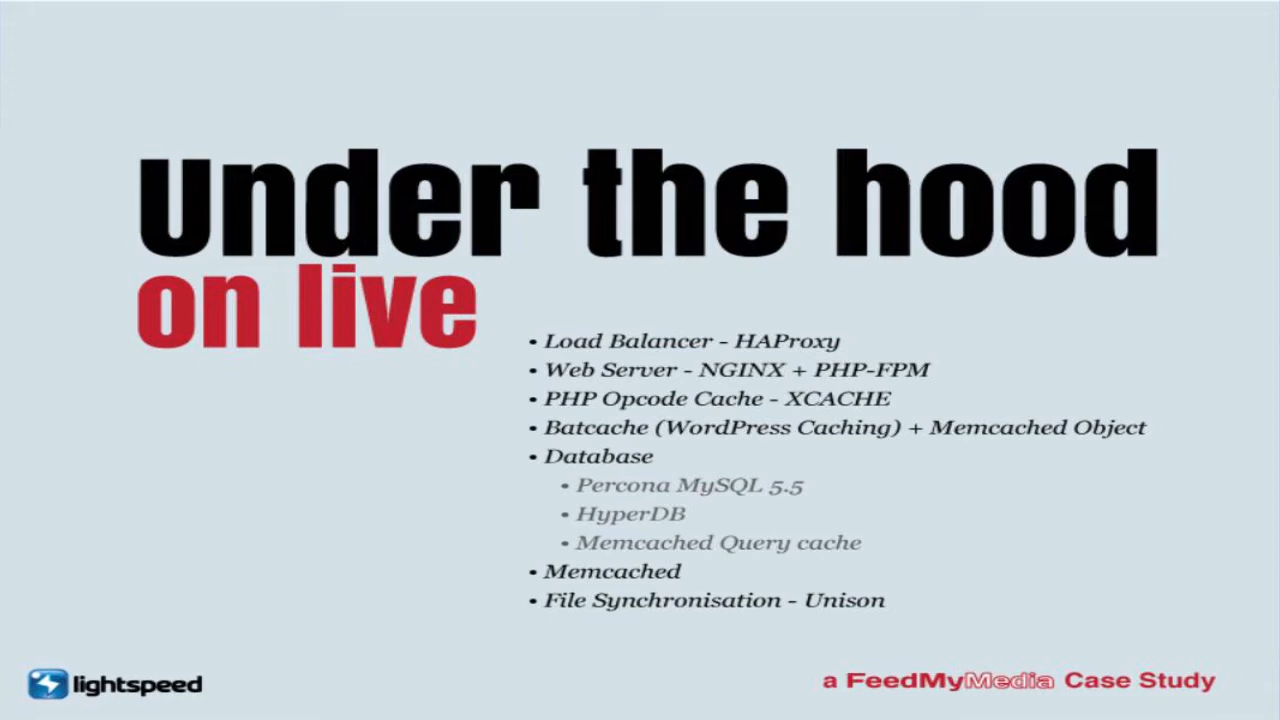 under the hood
on live
• Load Balancer - HAProxy
• Web Server - NGINX + PHP-FPM
• PHP Opcode Cache - XCACHE
• Batcache (WordPress Caching) + Memcached Object
• Database
• Percona MySQL 5.5
• HyperDB
• Memcached Query cache
• Memcached
• File Synchronisation - Unison
lightspeed
a FeedMyMedia Case Study